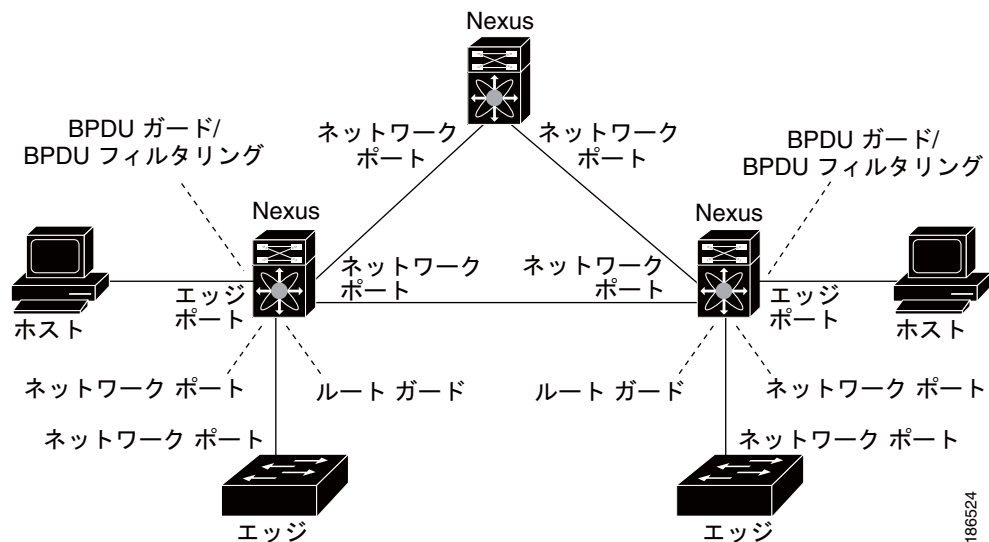 Nexus
ネットワーク
ポート
ネットワーク
ポート
BPDU ガード/
BPDU フィルタリング
BPDU ガード/
BPDU フィルタリング
Nexus
Nexus
ネットワーク
ポート
ネットワーク
ポート
エッジ
ポート
エッジ
ポート
ホスト
ホスト
ネットワーク ポート
ルート ガード
ルート ガード
ネットワーク ポート
ネットワーク ポート
ネットワーク ポート
エッジ
エッジ
186524